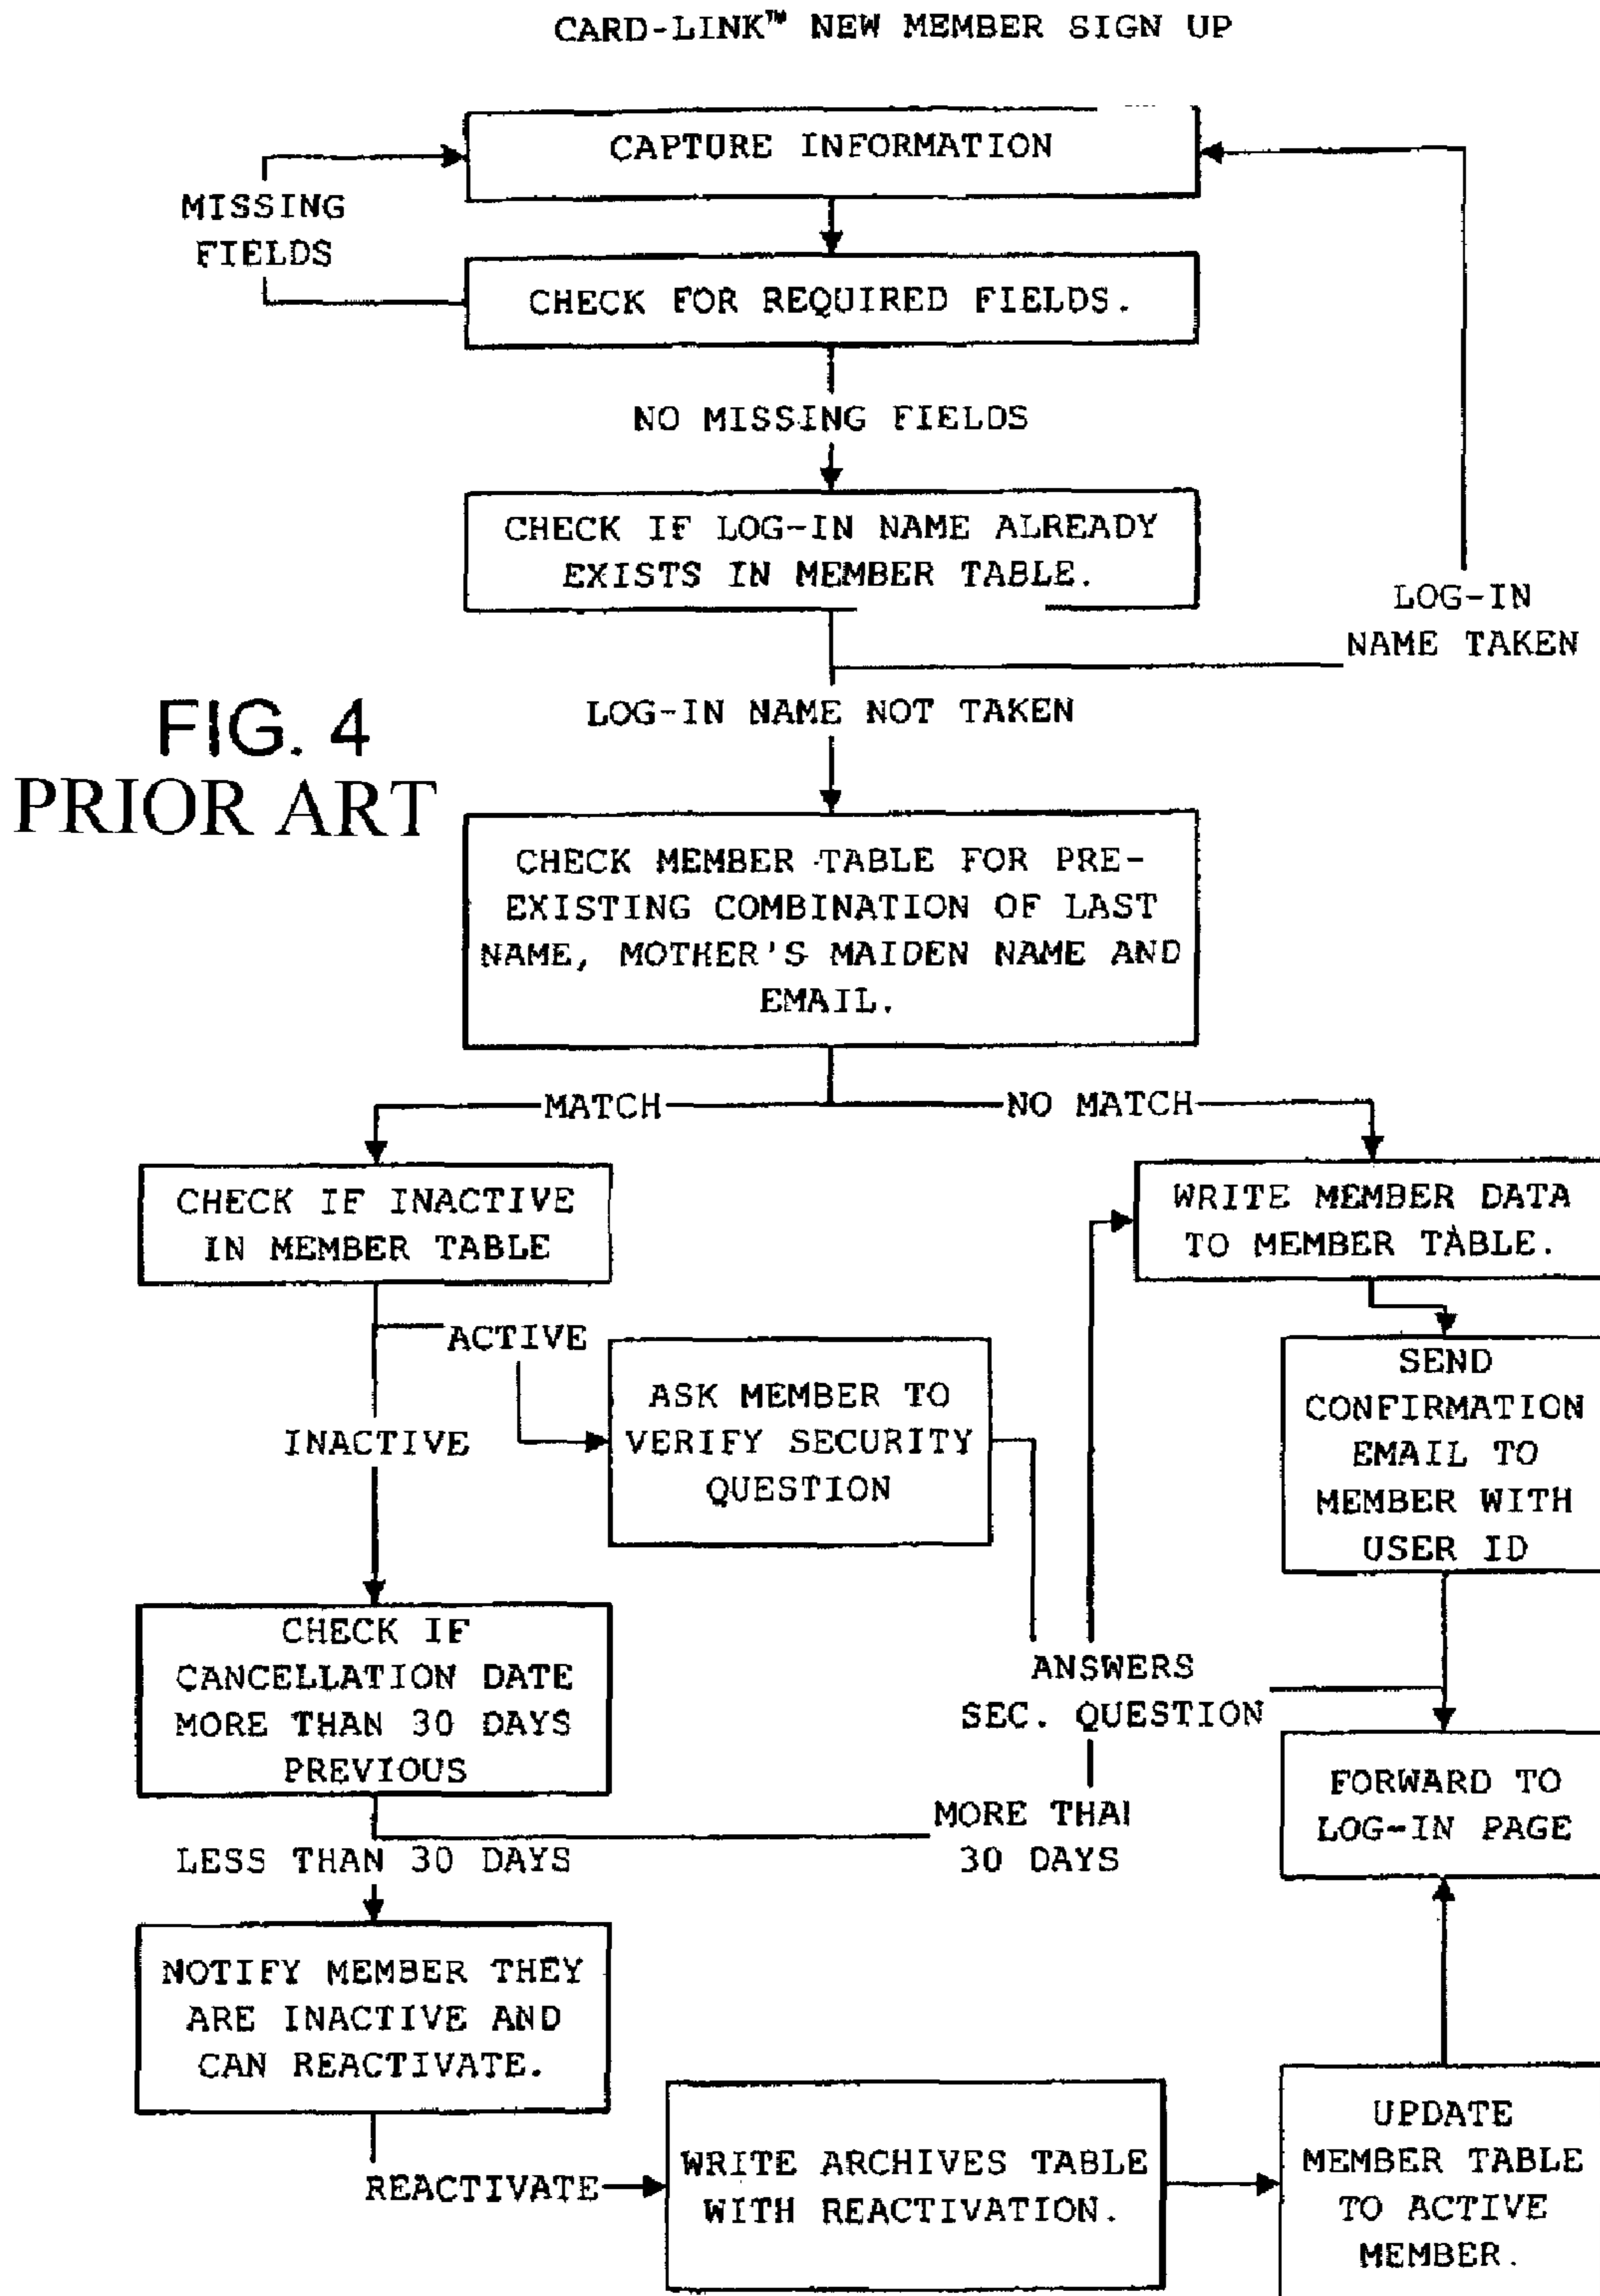 CARD-LINK™ NEW MEMBER SIGN UP
CAPTURE INFORMATION
MISSING
FIELDS
CHECK FOR REQUIRED FIELDS.
NO MISSING FIELDS
CHECK IF LOG-IN NAME ALREADY
EXISTS IN MEMBER TABLE.
LOG-IN
NAME TAKEN
LOG-IN NAME NOT TAKEN
FIG. 4
PRIOR ART
CHECK MEMBER TABLE FOR PRE-
EXISTING COMBINATION OF LAST
NAME, MOTHER'S MAIDEN NAME AND
EMAIL.
MATCH
NO MATCH
CHECK IF INACTIVE
IN MEMBER TABLE
WRITE MEMBER DATA
TO MEMBER TABLE.
ACTIVE
ASK MEMBER TO
VERIFY SECURITY
QUESTION
INACTIVE
SEND
CONFIRMATION
EMAIL TO
MEMBER WITH
USER ID
CHECK IF
CANCELLATION DATE
MORE THAN 30 DAYS
PREVIOUS
ANSWERS
SEC. QUESTION
FORWARD TO
LOG-IN PAGE
MORE THAI
30 DAYS
LESS THAN 30 DAYS
NOTIFY MEMBER THEY
ARE INACTIVE AND
CAN REACTIVATE.
REACTIVATE
WRITE ARCHIVES TABLE
WITH REACTIVATION.
UPDATE
MEMBER TABLE
TO ACTIVE
MEMBER.